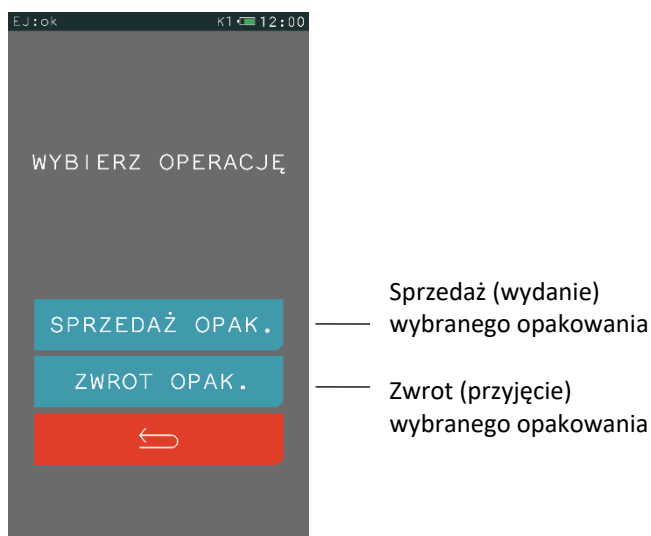 EJ:ok K1 12:00
WYBIERZ OPERACJĘ
SPRZEDAŻ OPAK.
Sprzedaż (wydanie)
wybranego opakowania
ZWROT OPAK.
Zwrot (przyjęcie)
wybranego opakowania